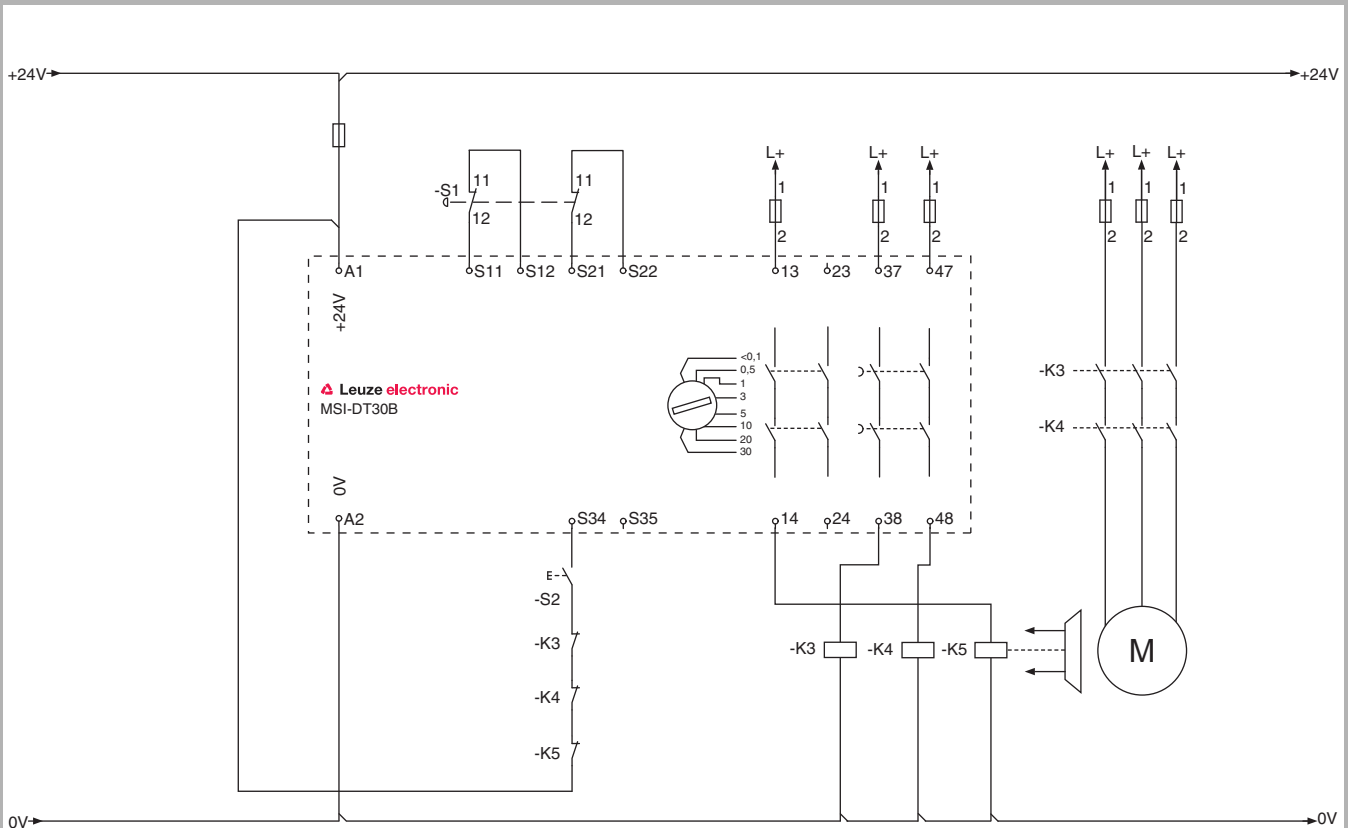 +24V
+24V
L+
L+
L+
L+
L+
L+
-S1
11
11
12
12
1
1
1
1
1
1
2
2
2
2
2
2
A1
S11
S12
S21
S22
13
23
37
47
+24V
<0,1
0,5
1
3
5
10
20
30
Leuze electronic
MSI-DT30B
-K3
-K4
0V
A2
S34
S35
14
24
38
48
E
-S2
-K3
-K4
-K5
-K3
-K4
-K5
M
0V
0V